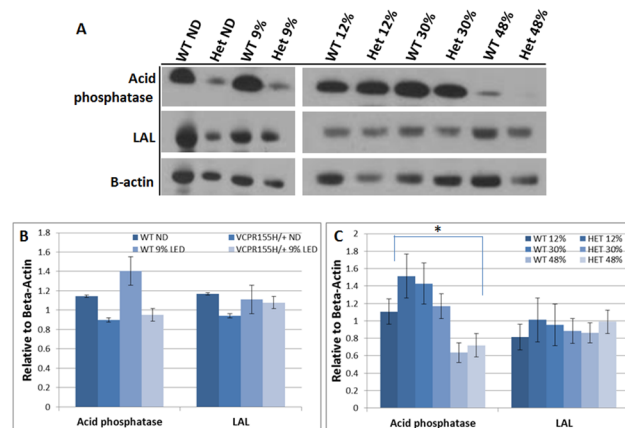 A
WT ND
Het ND
WT 9%
Het 9%
WT 12%
Het 12%
WT 30%
Het 30%
WT 48%
Het 48%
Acid
phosphatase
LAL
B-actin
B
WT ND
VCPR155H/+ ND
WT 9% LED
VCPR155H/+ 9% LED
Relative to Beta-Actin
1.8
1.6
1.4
1.2
1
0.8
0.6
0.4
0.2
0
Acid phosphatase
LAL
C
*
WT 12%
HET 12%
WT 30%
HET 30%
WT 48%
HET 48%
Relative to Beta-Actin
2
1.8
1.6
1.4
1.2
1
0.8
0.6
0.4
0.2
0
Acid phosphatase
LAL